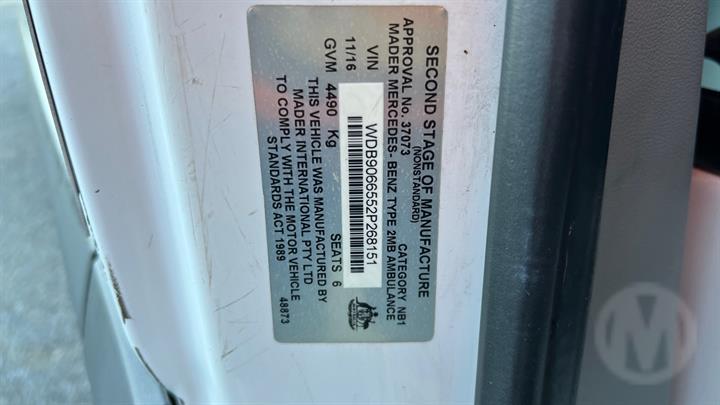 SECOND STAGE OF MANUFACTURE
(NONSTANDARD)
APPROVAL No. 37073 CATEGORY NB1
MADER MERCEDES- BENZ TYPE 2MB AMBULANCE
VIN WDB9066552P268151
11/16
GVM 4490 Kg SEATS 6
THIS VEHICLE WAS MANUFACTURED BY
MADER INTERNATIONAL PTY LTD
TO COMPLY WITH THE MOTOR VEHICLE
STANDARDS ACT 1989 48873
M